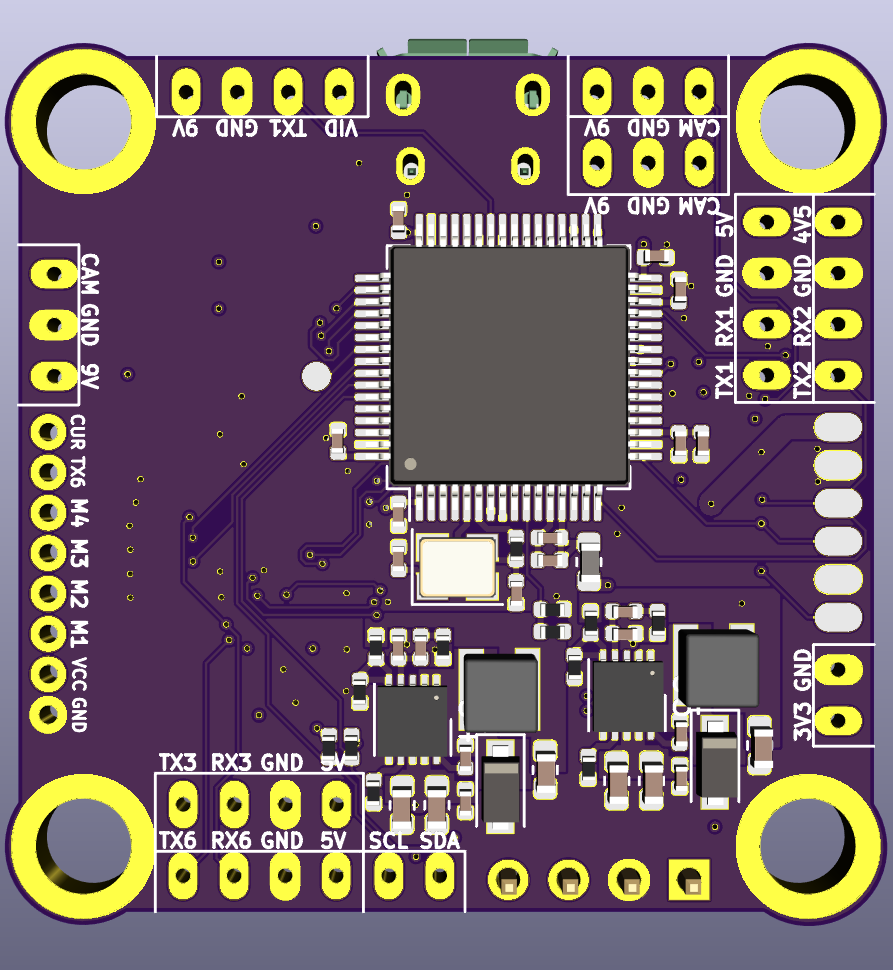 9V GND TX1 VID
9V GND CAM
9V GND CAM
5V GND RX1 TX1
4V5 GND RX2 TX2
CAM GND 9V
CUR TX6 M4 M3 M2 M1 VCC GND
3V3 GND
TX3 RX3 GND 5V
TX6 RX6 GND 5V SCL SDA